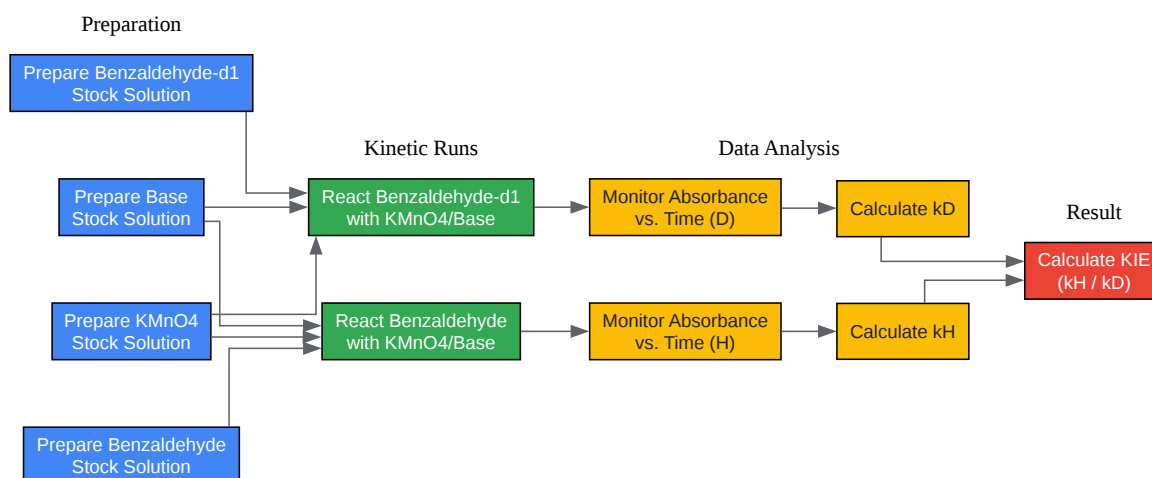 Preparation
Prepare Benzaldehyde-d1
Stock Solution
Kinetic Runs
Data Analysis
Prepare Base
Stock Solution
React Benzaldehyde-d1
with KMnO4/Base
Monitor Absorbance
vs. Time (D)
Calculate kD
Result
Calculate KIE
(kH / kD)
Prepare KMnO4
Stock Solution
React Benzaldehyde
with KMnO4/Base
Monitor Absorbance
vs. Time (H)
Calculate kH
Prepare Benzaldehyde
Stock Solution